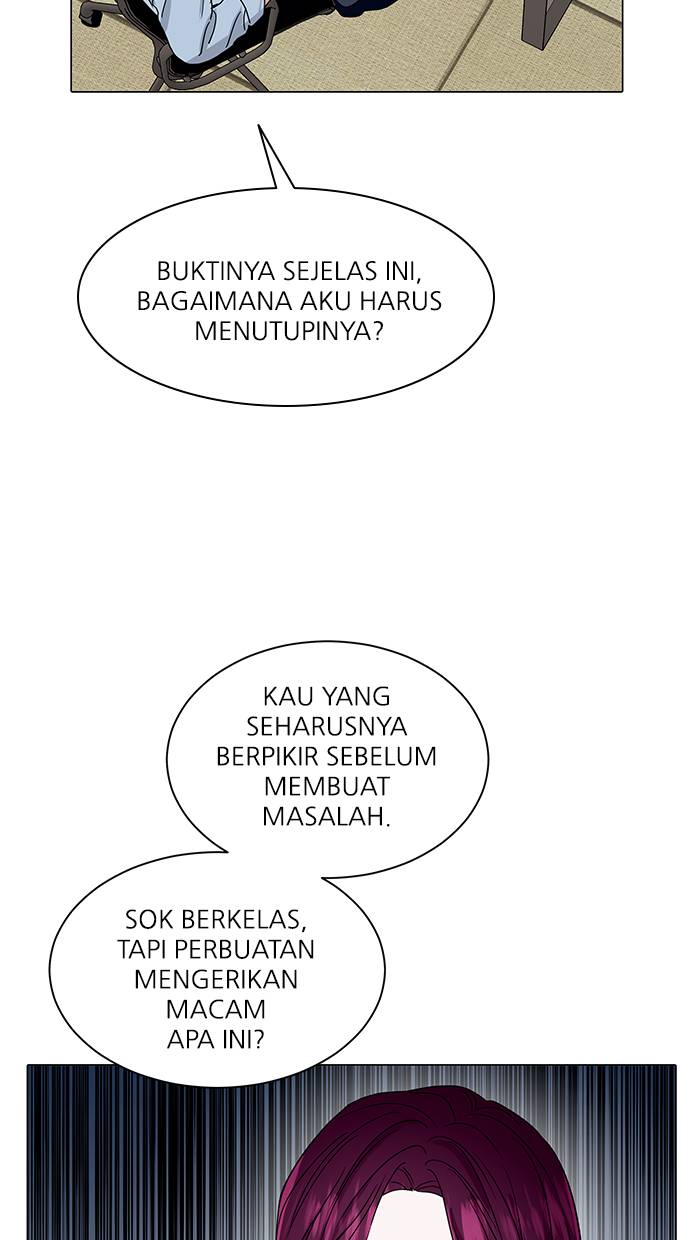 BUKTINYA SEJELAS INI,
BAGAIMANA AKU HARUS
MENUTUPINYA?
KAU YANG
SEHARUSNYA
BERPIKIR SEBELUM
MEMBUAT
MASALAH.
SOK BERKELAS,
TAPI PERBUATAN
MENGERIKAN
MACAM
APA INI?